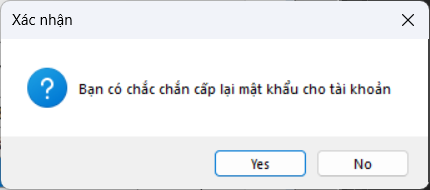 Xác nhận
Bạn có chắc chắn cấp lại mật khẩu cho tài khoản
Yes
No